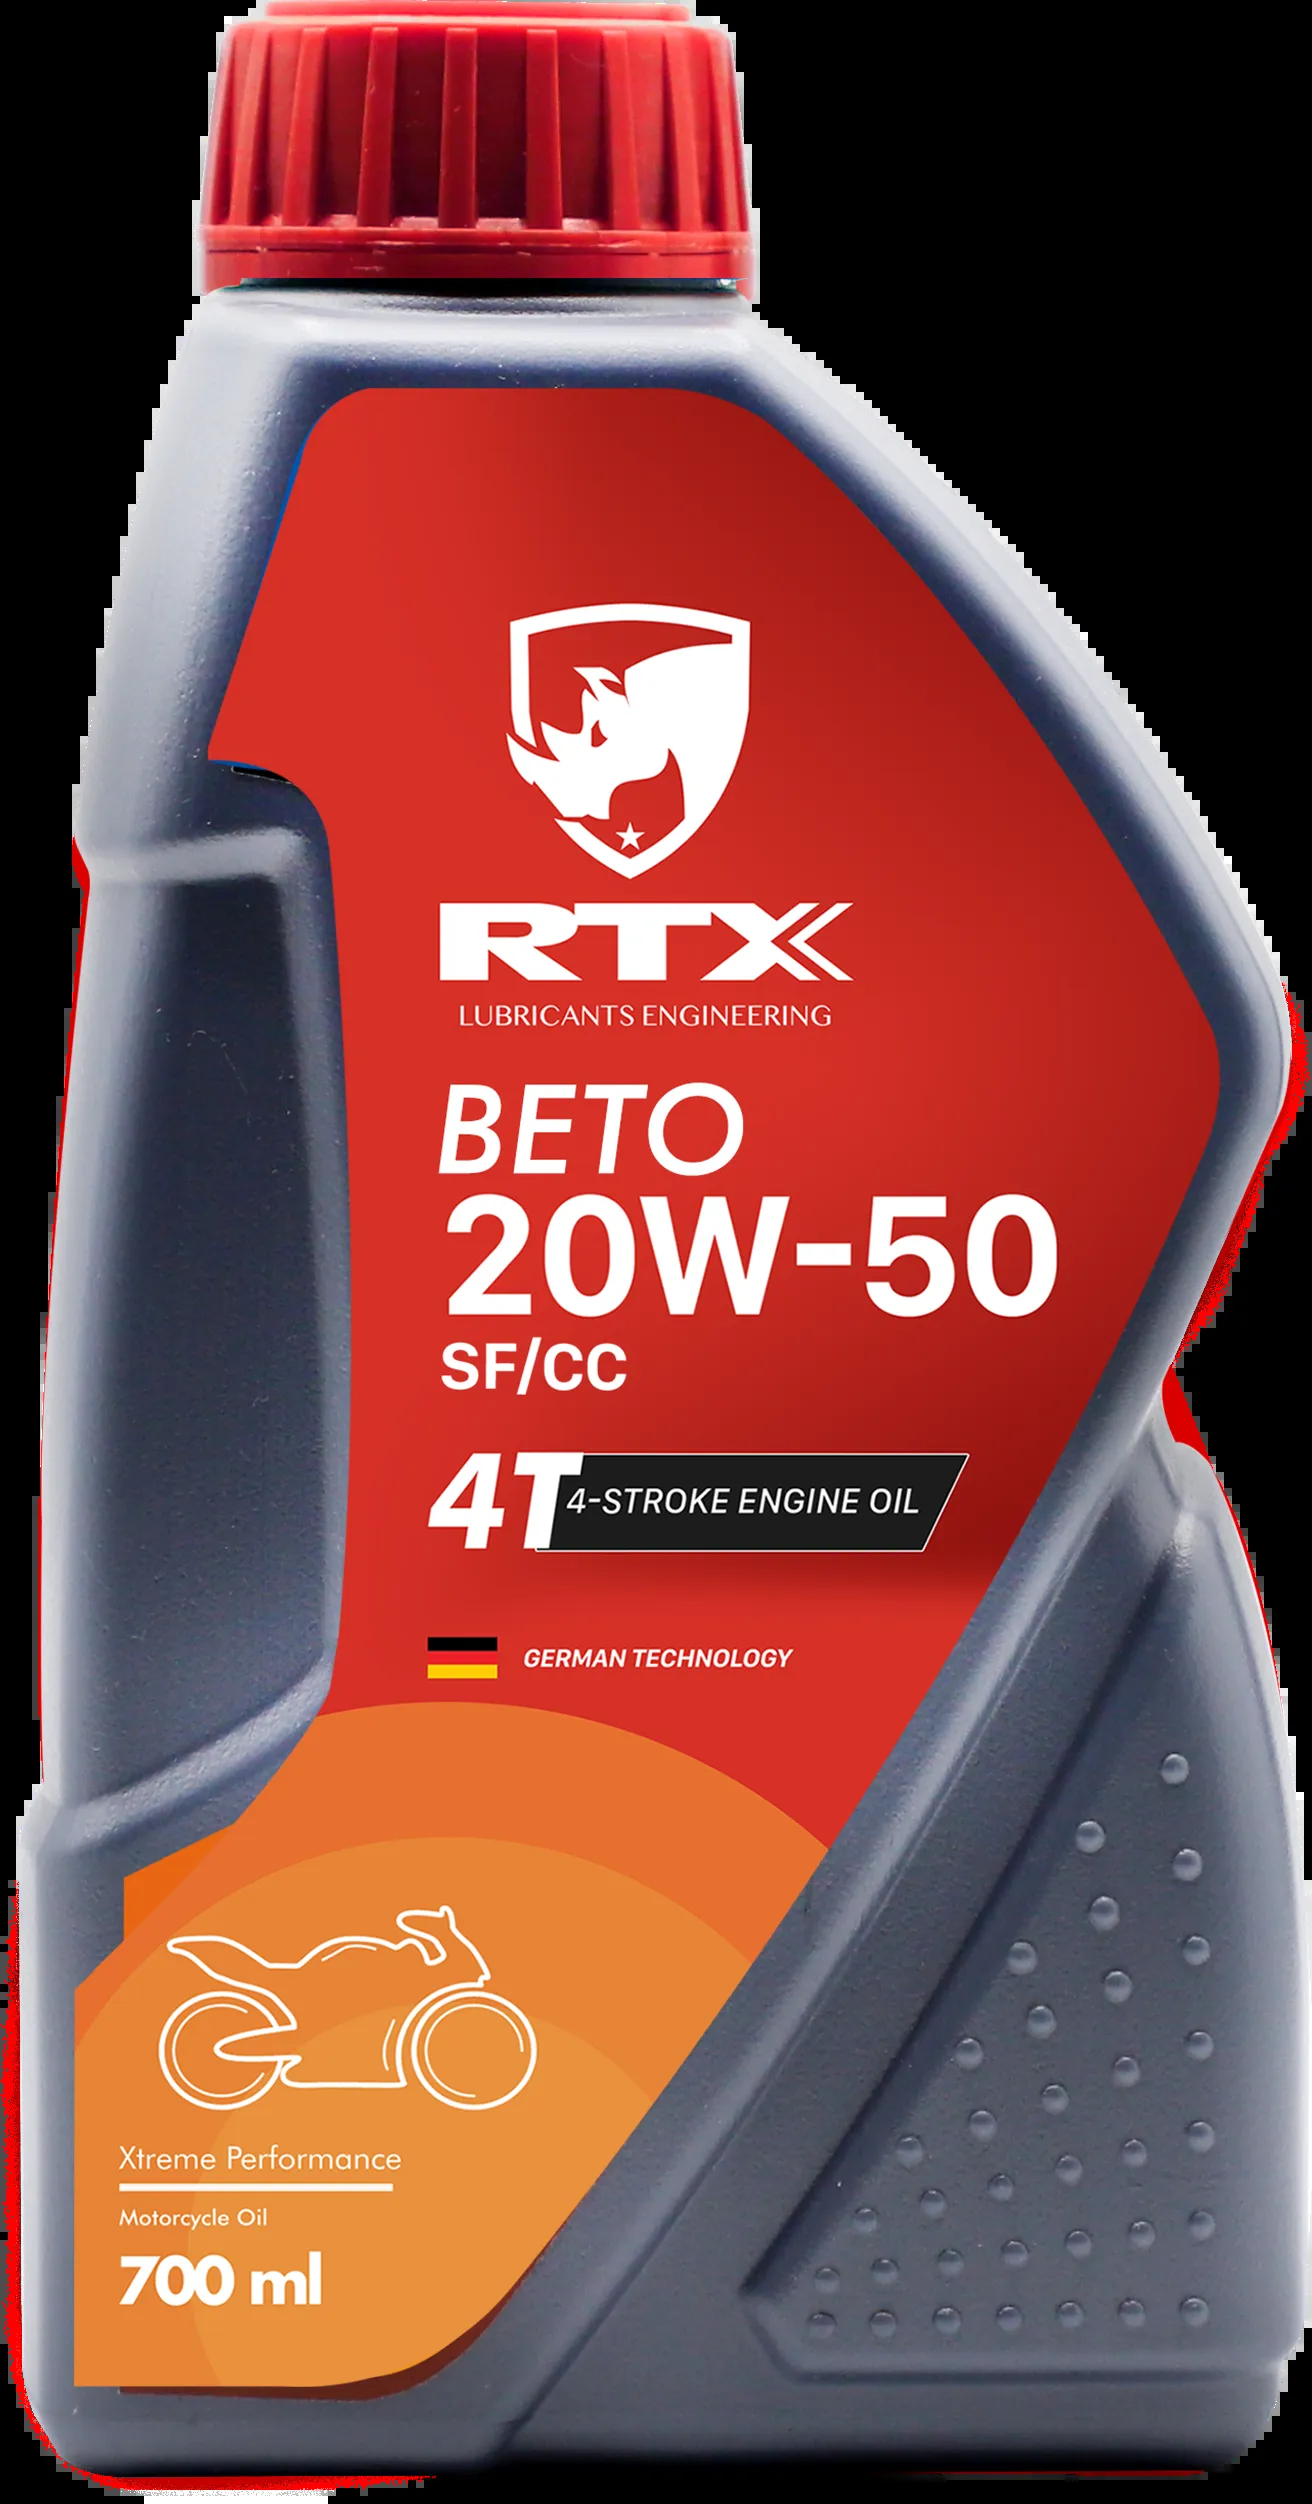 RTX
LUBRICANTS ENGINEERING
BETO
20W-50
SF/CC
4T 4-STROKE ENGINE OIL
GERMAN TECHNOLOGY
Xtreme Performance
Motorcycle Oil
700 ml